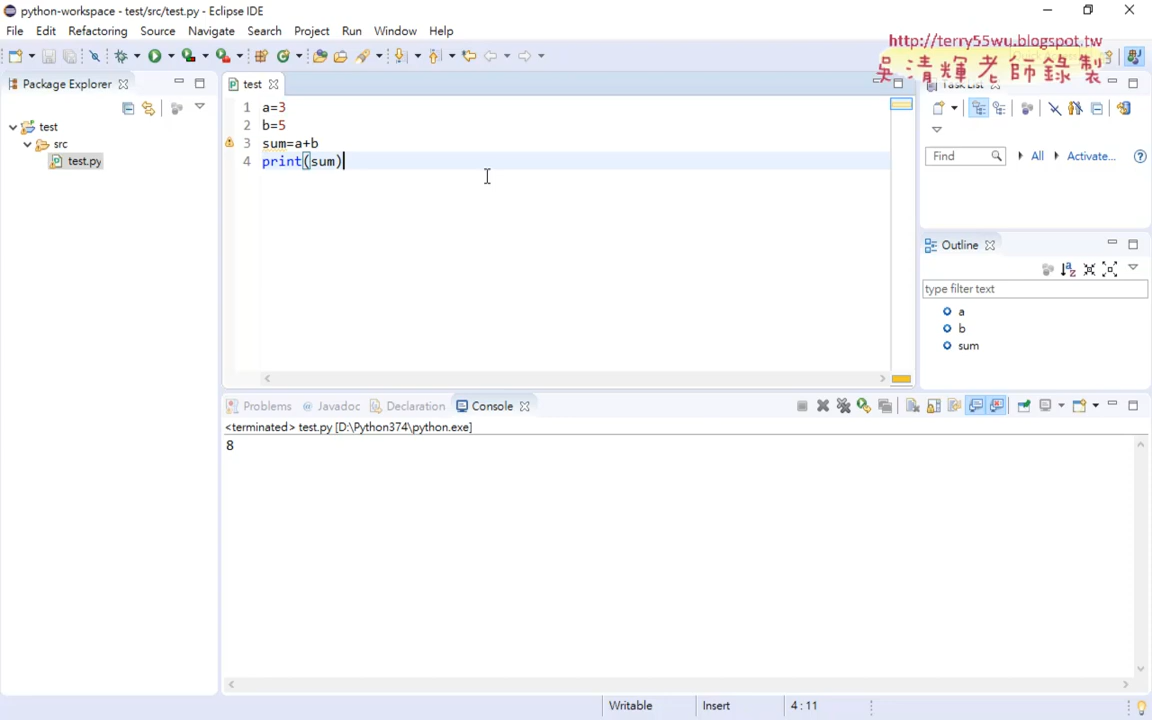 python-workspace - test/src/test.py - Eclipse IDE
File Edit Refactoring Source Navigate Search Project Run Window Help
http://terry55wu.blogspot.tw
吳清輝老師錄製
Package Explorer
test
Task List
test
src
test.py
1 a=3
2 b=5
3 sum=a+b
4 print(sum)
Find All Activate...
Outline
type filter text
a
b
sum
Problems Javadoc Declaration Console
<terminated> test.py [D:\Python374\python.exe]
8
Writable Insert 4 : 11